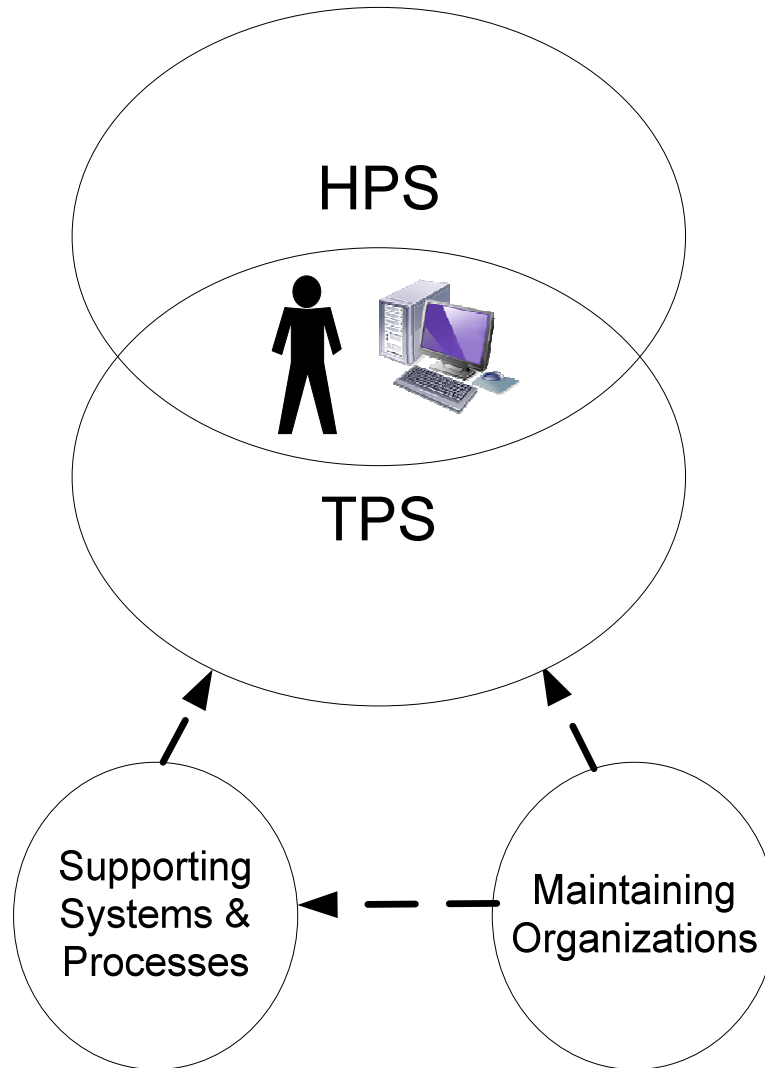 HPS
TPS
Supporting
Systems &
Processes
Maintaining
Organizations